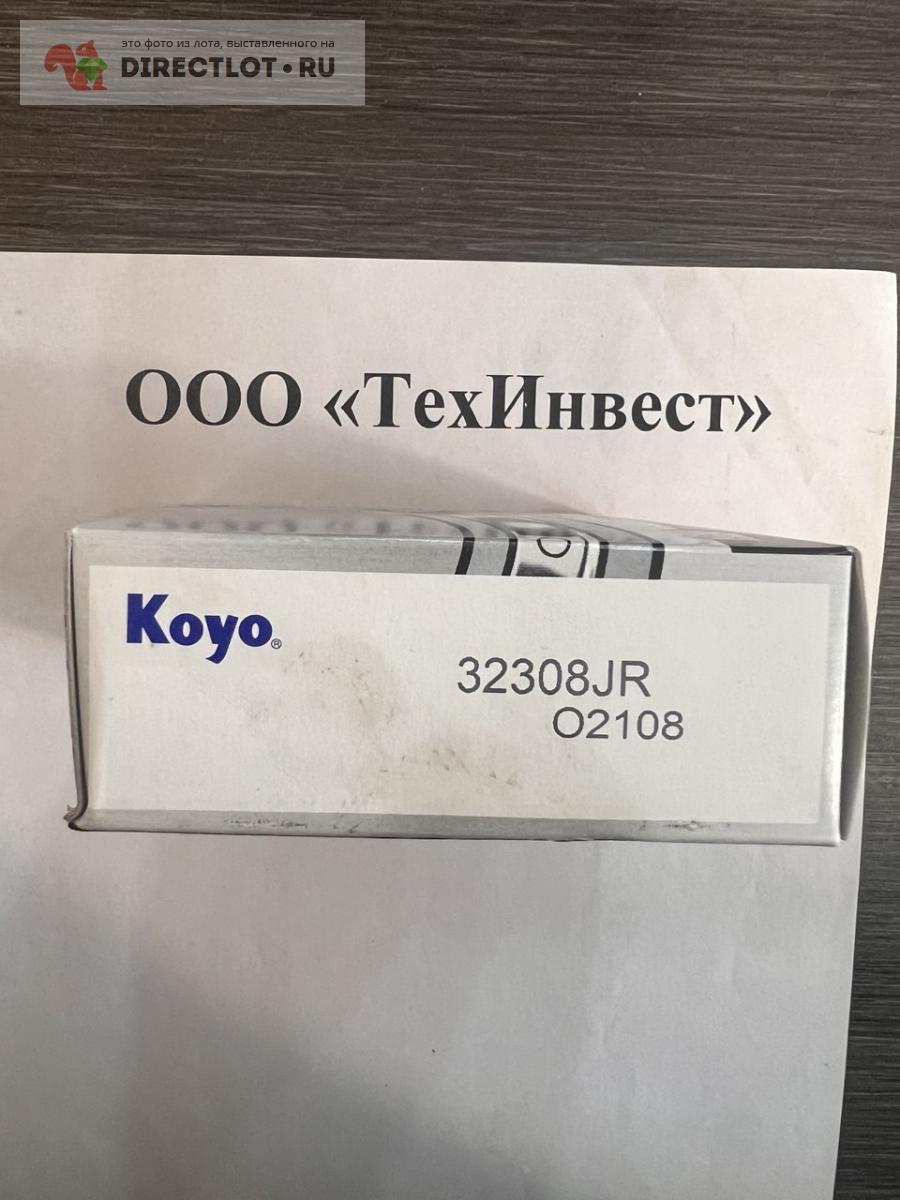 это фото из лота, выставленного на
DIRECTLOT•RU
ООО «ТехИнвест»
Koyo®
32308JR
O2108